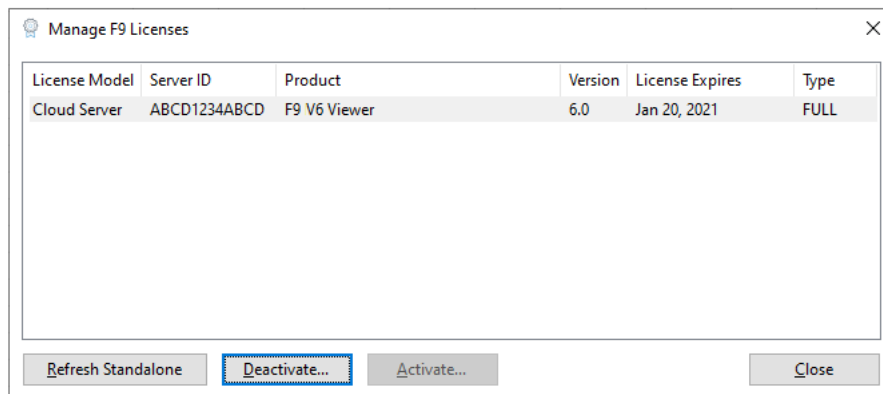 Manage F9 Licenses
License Model Server ID Product Version License Expires Type
Cloud Server ABCD1234ABCD F9 V6 Viewer 6.0 Jan 20, 2021 FULL
Refresh Standalone Deactivate... Activate... Close